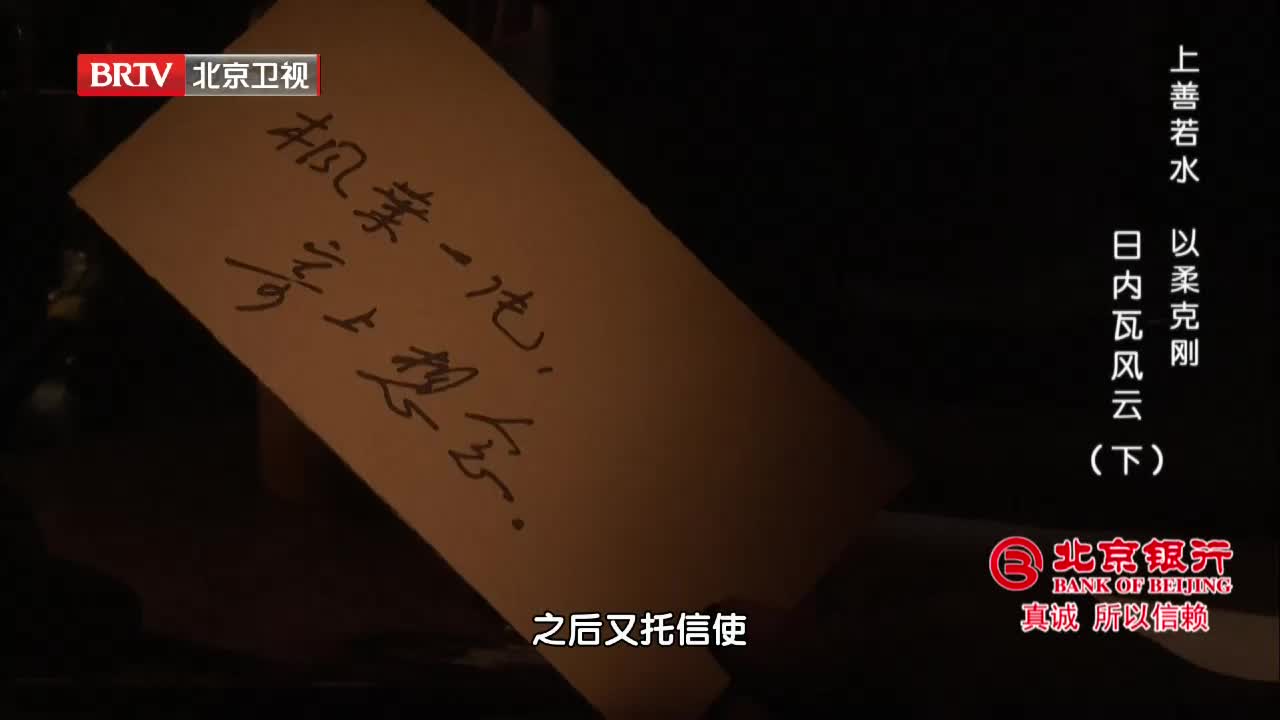 BRTV 北京卫视
上善若水 以柔克刚
日内瓦风云
(下)
枫叶一片,
寄上想念.
北京银行
BANK OF BEIJING
真诚 所以信赖
之后又托信使